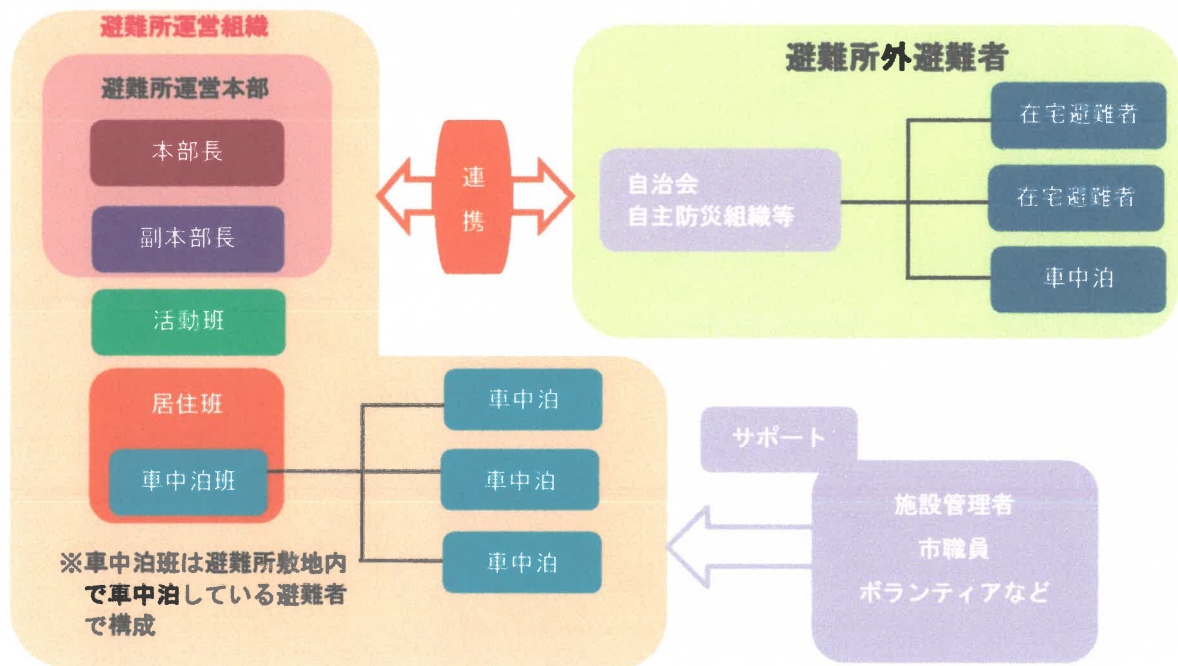 避難所運営組織
避難所運営本部
本部長
副本部長
活動班
居住班
車中泊班
車中泊
車中泊
車中泊
※車中泊班は避難所敷地内
で車中泊している避難者
で構成
連
携
避難所外避難者
自治会
自主防災組織等
在宅避難者
在宅避難者
車中泊
サポート
施設管理者
市職員
ボランティアなど